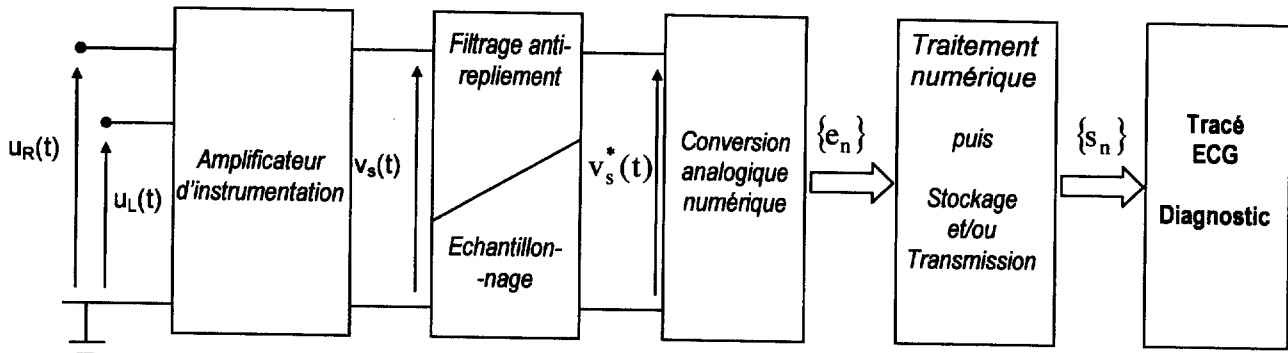 u_R(t)
u_L(t)
Amplificateur
d'instrumentation
v_s(t)
Filtrage anti-
repliement
Echantillon-
-nage
v_s^*(t)
Conversion
analogique
numérique
{e_n}
Traitement
numérique
puis
Stockage
et/ou
Transmission
{s_n}
Tracé
ECG
Diagnostic